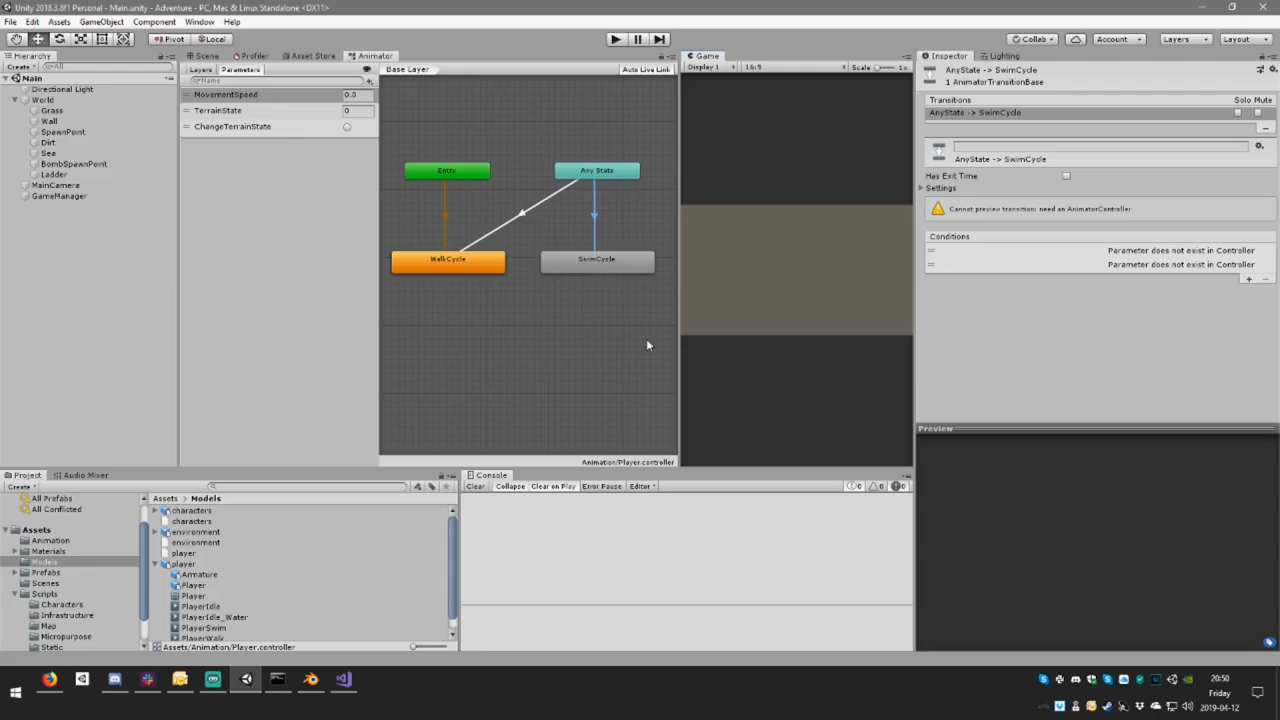 Unity 2018.3.8f1 Personal - Main.unity - Adventure - PC, Mac & Linux Standalone <DX11>
File Edit Assets GameObject Component Window Help
Pivot Local Collab Account Layers Layout
Hierarchy
Create All
Main
Directional Light
World
Grass
Wall
SpawnPoint
Dirt
Sea
BombSpawnPoint
Ladder
MainCamera
GameManager
Scene Profiler Asset Store Animator
Layers Parameters Base Layer Auto Live Link
Name
MovementSpeed 0.0
TerrainState 0
ChangeTerrainState
Entry
Any State
WalkCycle
SwimCycle
Animation/Player.controller
Game
Display 1 16:9 Scale 1x
Inspector Lighting
AnyState -> SwimCycle
1 AnimatorTransitionBase
Transitions Solo Mute
AnyState -> SwimCycle
AnyState -> SwimCycle
Has Exit Time
Settings
Cannot preview transition: need an AnimatorController
Conditions
Parameter does not exist in Controller
Parameter does not exist in Controller
Preview
Project Audio Mixer
Create
All Prefabs
All Conflicted
Assets
Animation
Materials
Models
Prefabs
Scenes
Scripts
Characters
Infrastructure
Map
Micropurpose
Static
Assets Models
characters
characters
environment
environment
player
player
Armature
Player
Player
PlayerIdle
PlayerIdle_Water
PlayerSwim
PlayerWalk
Assets/Animation/Player.controller
Console
Clear Collapse Clear on Play Error Pause Editor 0 0 0
20:50
Friday
2019-04-12